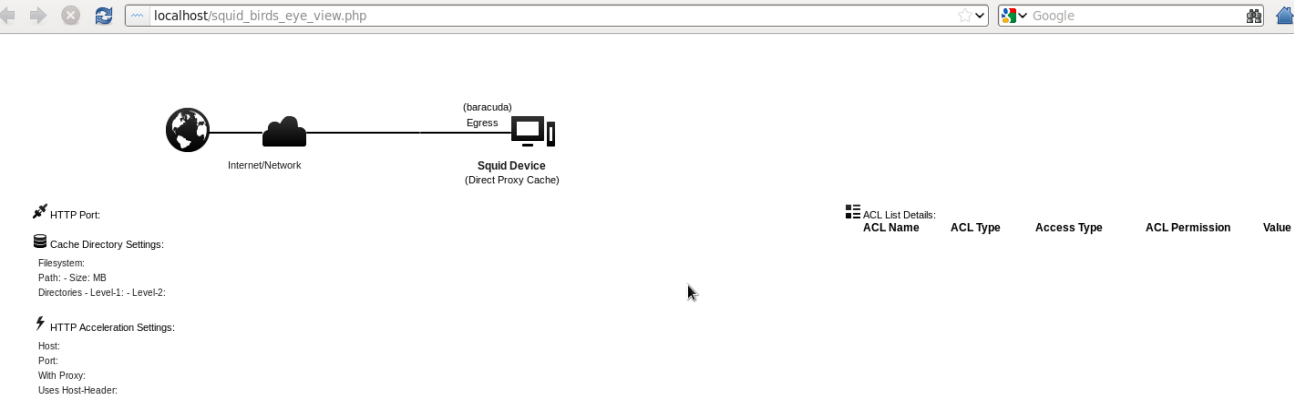 localhost/squid_birds_eye_view.php
Google
(baracuda)
Egress
Internet/Network
Squid Device
(Direct Proxy Cache)
HTTP Port:
Cache Directory Settings:
Filesystem:
Path: - Size: MB
Directories - Level-1: - Level-2:
HTTP Acceleration Settings:
Host:
Port:
With Proxy:
Uses Host-Header:
ACL List Details:
ACL Name ACL Type Access Type ACL Permission Value